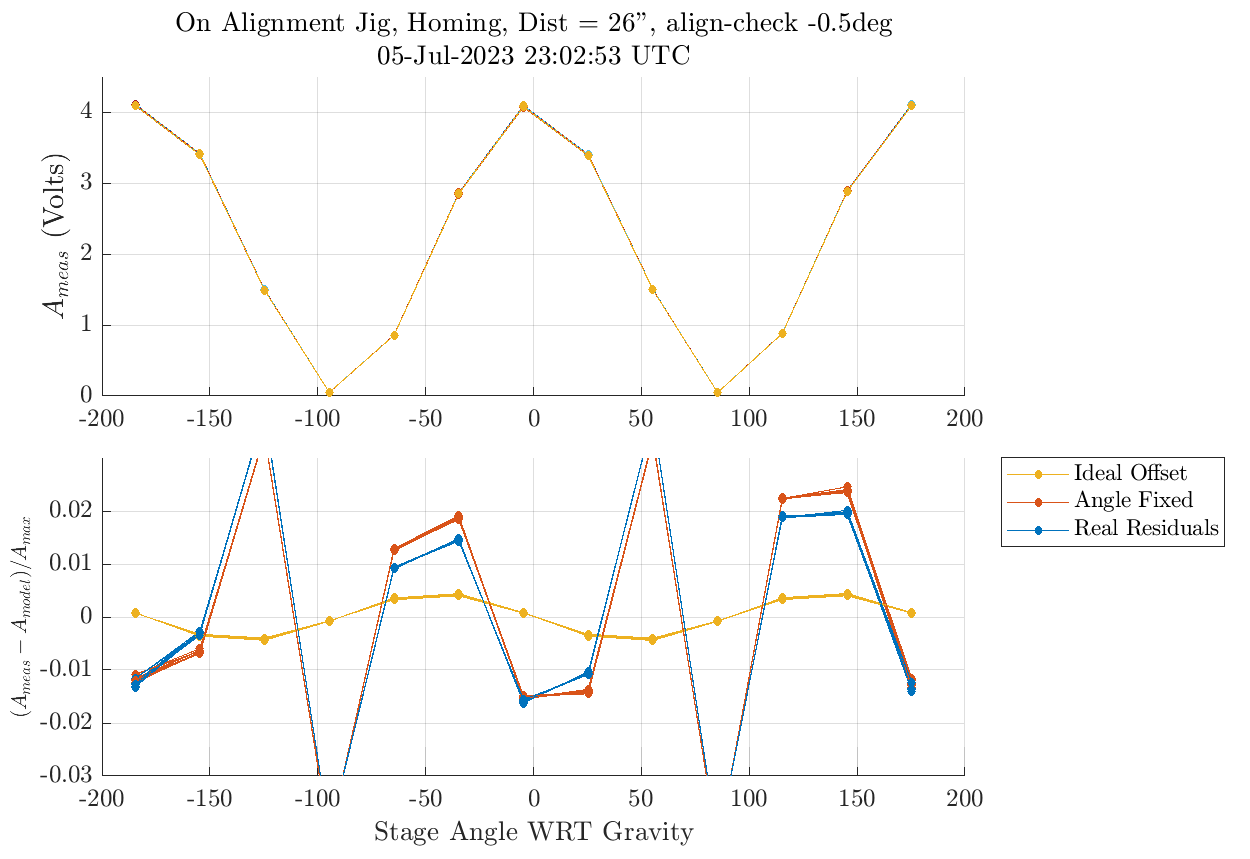 On Alignment Jig, Homing, Dist = 26", align-check -0.5deg
05-Jul-2023 23:02:53 UTC
A_meas (Volts)
4
3
2
1
0
-200 -150 -100 -50 0 50 100 150 200
(A_meas − A_model)/A_max
0.02
0.01
0
-0.01
-0.02
-0.03
-200 -150 -100 -50 0 50 100 150 200
Stage Angle WRT Gravity
Ideal Offset
Angle Fixed
Real Residuals